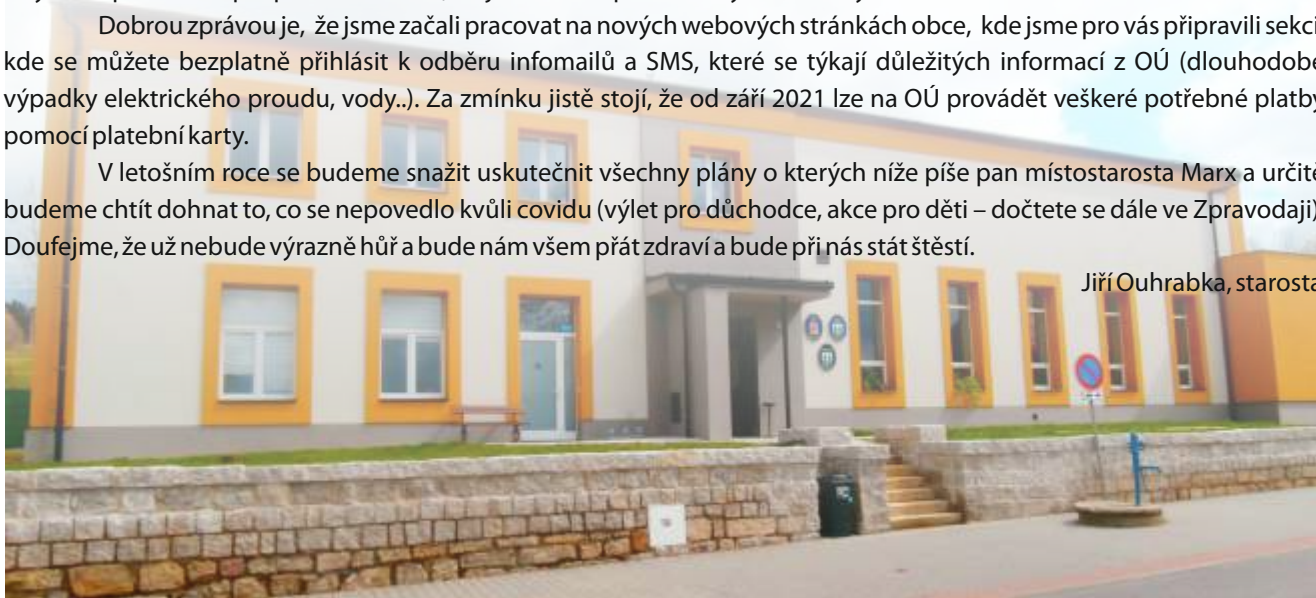 Dobrou zprávou je, že jsme začali pracovat na nových webových stránkách obce, kde jsme pro vás připravili sekci
kde se můžete bezplatně přihlásit k odběru infomailů a SMS, které se týkají důležitých informací z OÚ (dlouhodobé
výpadky elektrického proudu, vody..). Za zmínku jistě stojí, že od září 2021 lze na OÚ provádět veškeré potřebné platby
pomocí platební karty.
V letošním roce se budeme snažit uskutečnit všechny plány o kterých níže píše pan místostarosta Marx a určitě
budeme chtít dohnat to, co se nepovedlo kvůli covidu (výlet pro důchodce, akce pro děti – dočtete se dále ve Zpravodaji)
Doufejme, že už nebude výrazně hůř a bude nám všem přát zdraví a bude při nás stát štěstí.
Jiří Ouhrabka, starosta